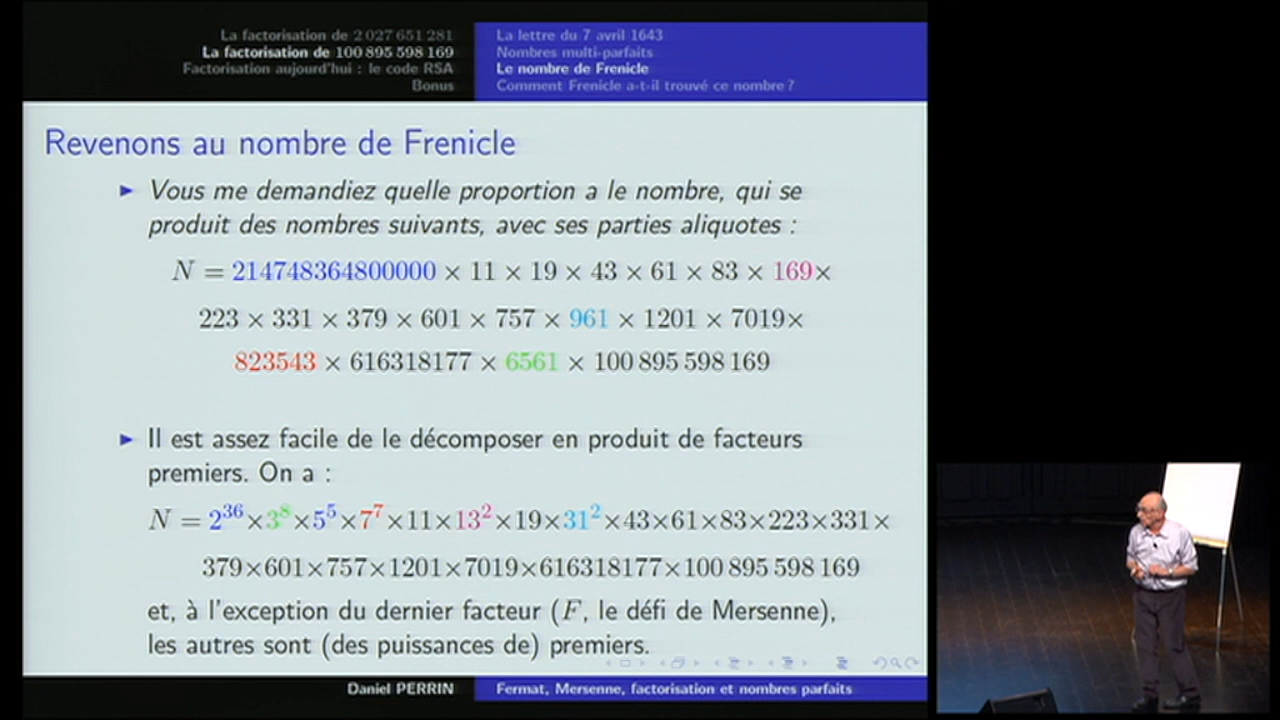 La factorisation de 2 027 651 281
La factorisation de 100 895 598 169
Factorisation aujourd'hui : le code RSA
Bonus
La lettre du 7 avril 1643
Nombres multi-parfaits
Le nombre de Frenicle
Comment Frenicle a-t-il trouvé ce nombre ?
Revenons au nombre de Frenicle
▶ Vous me demandiez quelle proportion a le nombre, qui se
produit des nombres suivants, avec ses parties aliquotes :
N = 214748364800000 × 11 × 19 × 43 × 61 × 83 × 169×
223 × 331 × 379 × 601 × 757 × 961 × 1201 × 7019×
823543 × 616318177 × 6561 × 100 895 598 169
▶ Il est assez facile de le décomposer en produit de facteurs
premiers. On a :
N = 2^36×3^8×5^5×7^7×11×13^2×19×31^2×43×61×83×223×331×
379×601×757×1201×7019×616318177×100 895 598 169
et, à l'exception du dernier facteur (F, le défi de Mersenne),
les autres sont (des puissances de) premiers.
Daniel PERRIN
Fermat, Mersenne, factorisation et nombres parfaits